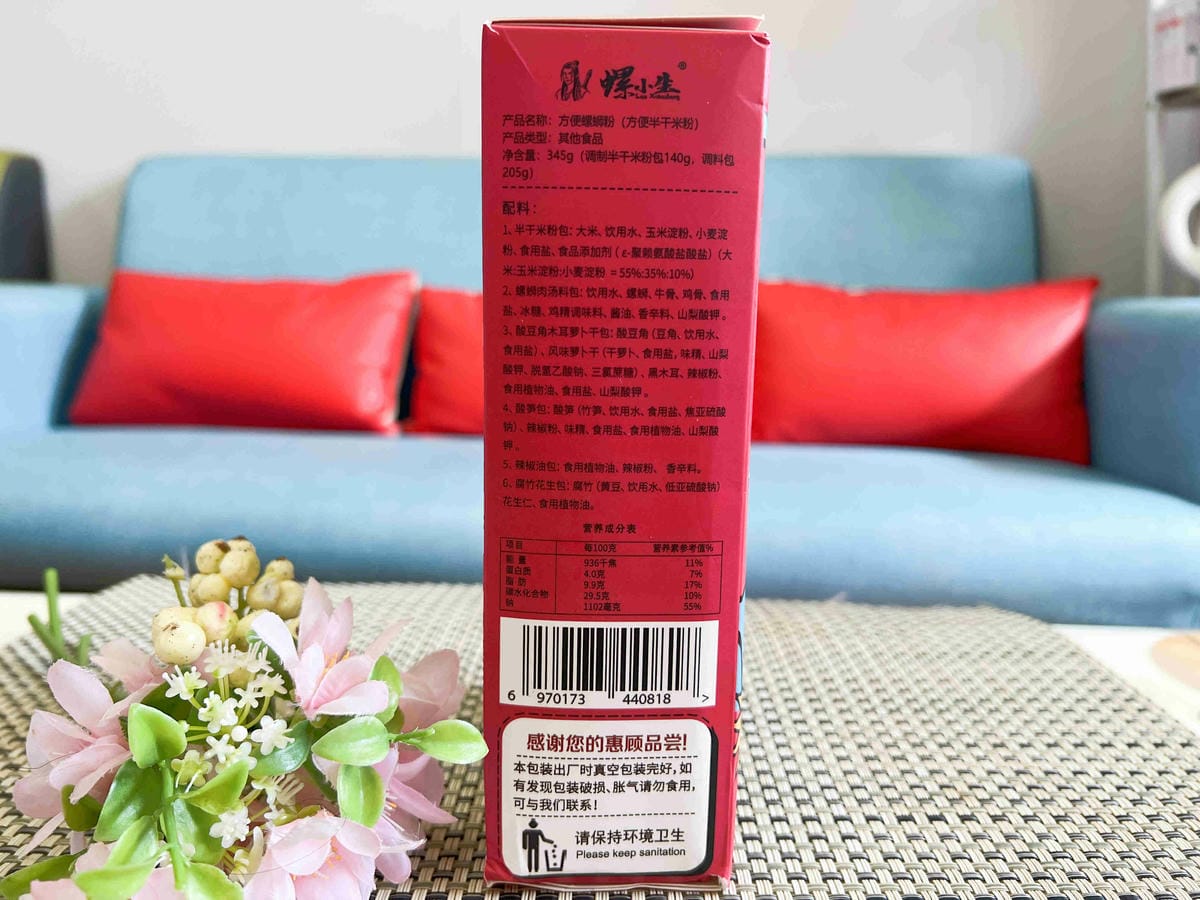 螺小生®
Luo Xiaosheng
产品名称：方便螺蛳粉（方便半干米粉）
产品类型：其他食品
净含量：345g（调制半干米粉包140g，调料包
205g）
配料：
1、半干米粉包：大米、饮用水、玉米淀粉、小麦淀
粉、食用盐、食品添加剂（ε-聚赖氨酸盐酸盐）（大
米:玉米淀粉:小麦淀粉 =55%:35%:10%）
2、螺蛳肉汤料包：饮用水、螺蛳、牛骨、鸡骨、食用
盐、冰糖、鸡精调味料、酱油、香辛料、山梨酸钾。
3、酸豆角木耳萝卜干包：酸豆角（豆角、饮用水、
食用盐）、风味萝卜干（干萝卜、食用盐，味精、山梨
酸钾、脱氢乙酸钠、三氯蔗糖）、黑木耳、辣椒粉、
食用植物油、食用盐、山梨酸钾。
4、酸笋包：酸笋（竹笋、饮用水、食用盐、焦亚硫酸
钠）、辣椒粉、味精、食用盐、食用植物油、山梨酸
钾。
5、辣椒油包：食用植物油、辣椒粉、 香辛料。
6、腐竹花生包：腐竹（黄豆、饮用水、低亚硫酸钠）
花生仁、食用植物油。
营养成分表
项目 每100克 营养素参考值%
能 量 936千焦 11%
蛋白质 4.0克 7%
脂 肪 9.9克 17%
碳水化合物 29.5克 10%
钠 1102毫克 55%
6 970173 440818 >
感谢您的惠顾品尝！
本包装出厂时真空包装完好，如
有发现包装破损、胀气请勿食用，
可与我们联系！
请保持环境卫生
Please keep sanitation